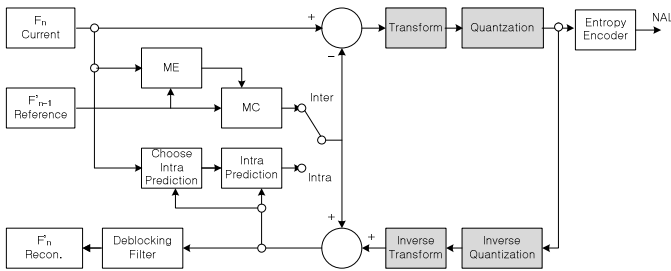 Fn
Current
+
Transform
Quantzation
Entropy
Encoder
NAL
−
ME
F'n-1
Reference
MC
Inter
Choose
Intra
Prediction
Intra
Prediction
Intra
+
+
F'n
Recon.
Deblocking
Filter
Inverse
Transform
Inverse
Quantization